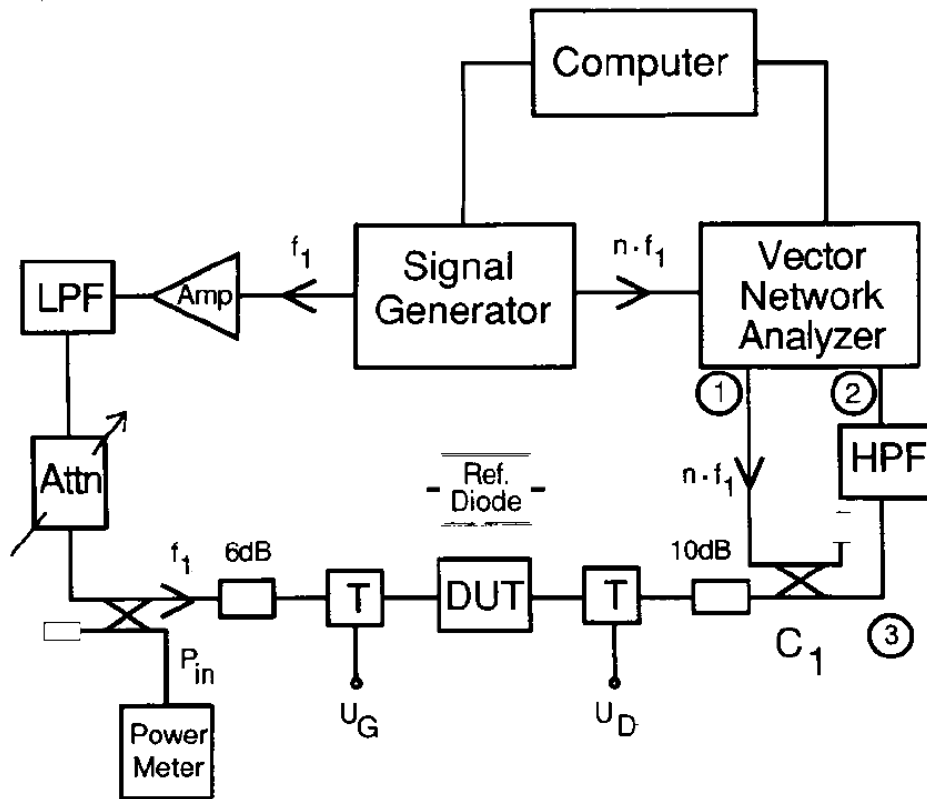 Computer
f1
Signal
Generator
n · f1
Vector
Network
Analyzer
LPF
Amp
1
2
Attn
Ref.
Diode
n · f1
HPF
f1
6dB
T
DUT
T
10dB
Pin
UG
UD
C1
3
Power
Meter